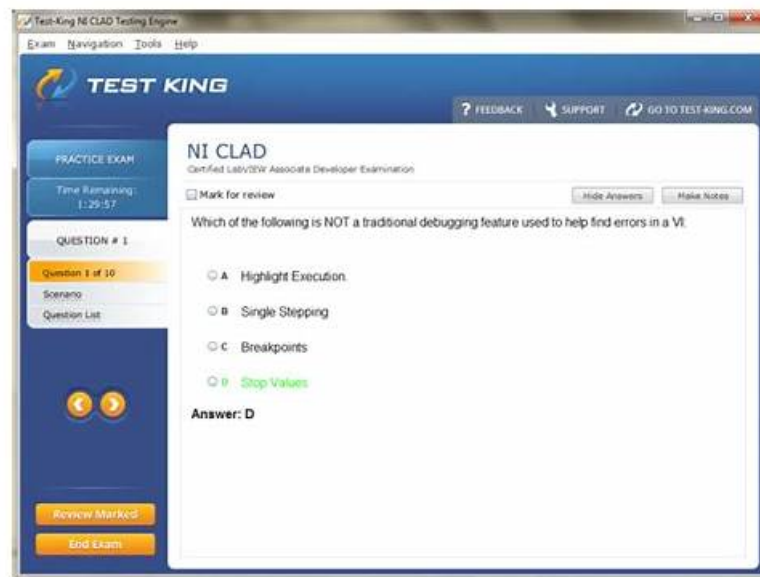 Test-King NI CLAD Testing Engine
Exam Navigation Tools Help
TEST KING
? FEEDBACK SUPPORT GO TO TEST-KING.COM
PRACTICE EXAM
Time Remaining:
1:29:57
QUESTION # 1
Question 1 of 10
Scenario
Question List
Review Marked
End Exam
NI CLAD
Certified LabVIEW Associate Developer Examination
Mark for review
Hide Answers
Make Notes
Which of the following is NOT a traditional debugging feature used to help find errors in a VI:
A Highlight Execution.
B Single Stepping
C Breakpoints
D Stop Values
Answer: D